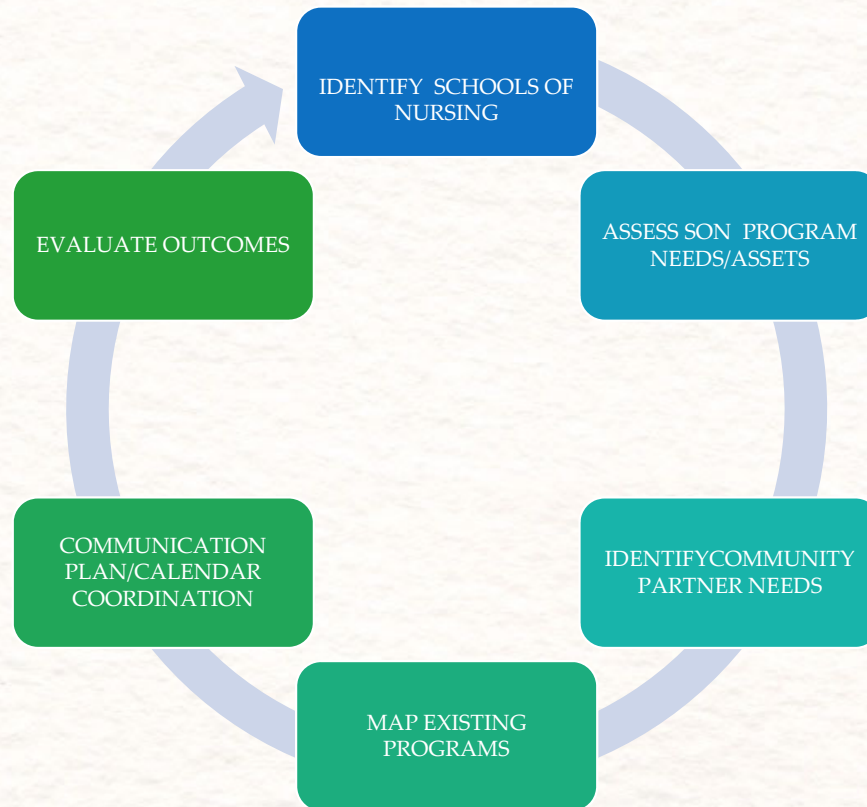 IDENTIFY SCHOOLS OF
NURSING
ASSESS SON PROGRAM
NEEDS/ASSETS
IDENTIFYCOMMUNITY
PARTNER NEEDS
MAP EXISTING
PROGRAMS
COMMUNICATION
PLAN/CALENDAR
COORDINATION
EVALUATE OUTCOMES